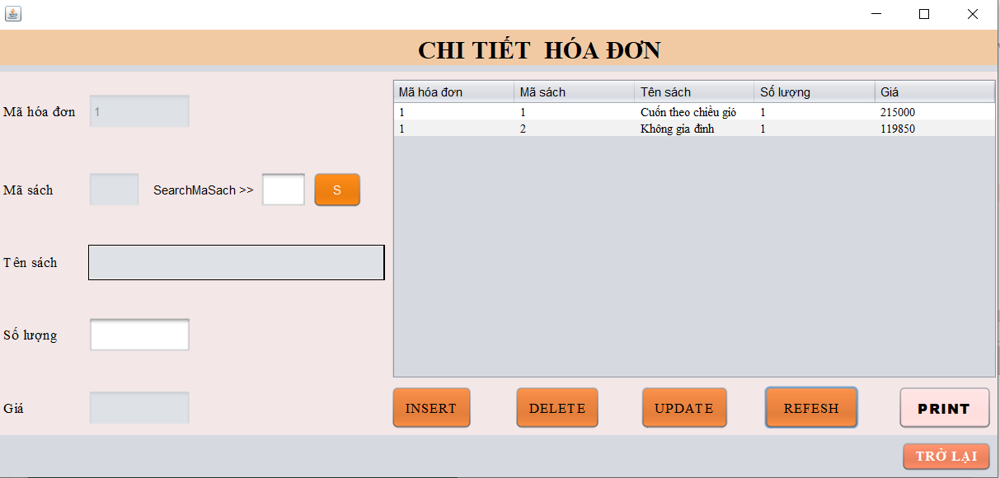 CHI TIẾT HÓA ĐƠN
Mã hóa đơn 1
Mã sách SearchMaSach >> S
Tên sách
Số lượng
Giá
Mã hóa đơn Mã sách Tên sách Số lượng Giá
1 1 Cuốn theo chiều gió 1 215000
1 2 Không gia đình 1 119850
INSERT DELETE UPDATE REFESH PRINT
TRỞ LẠI